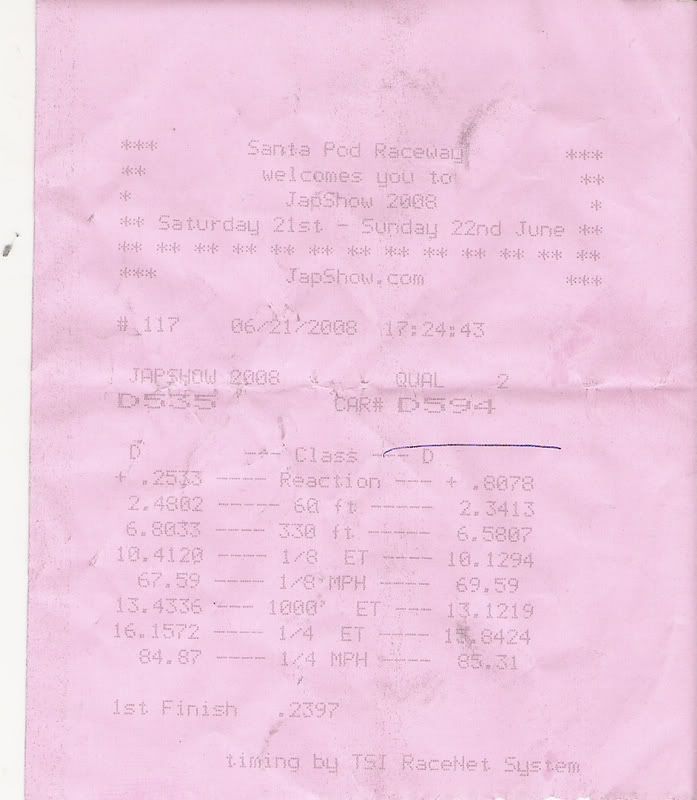 *** Santa Pod Raceway ***
** welcomes you to **
* JapShow 2008 *
** Saturday 21st - Sunday 22nd June **
** ** ** ** ** ** ** ** ** ** ** ** **
*** JapShow.com ***
# 117 06/21/2008 17:24:43
JAPSHOW 2008 QUAL 2
D535 CAR# D594
D --- Class --- D
+ .2533 ---- Reaction --- + .8078
2.4802 ----- 60 ft ----- 2.3413
6.8033 ---- 330 ft ----- 6.5807
10.4120 ---- 1/8 ET ---- 10.1294
67.59 ---- 1/8 MPH ---- 69.59
13.4336 --- 1000' ET --- 13.1219
16.1572 ---- 1/4 ET ---- 15.8424
84.87 ---- 1/4 MPH ---- 85.31
1st Finish .2397
timing by TSI RaceNet System